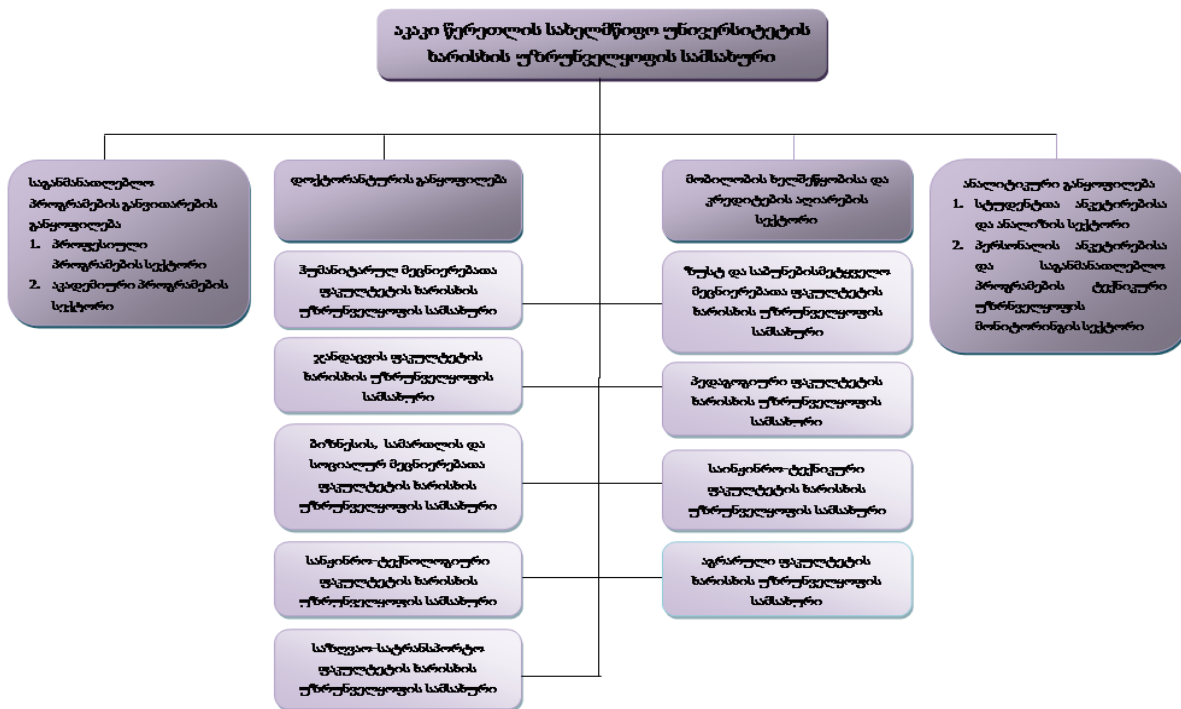 აკაკი წერეთლის სახელმწიფო უნივერსიტეტის
ხარისხის უზრუნველყოფის სამსახური
საგანმანათლებლო
პროგრამების განვითარების
განყოფილება
1. პროფესიული
პროგრამების სექტორი
2. აკადემიური პროგრამების
სექტორი
დოქტორანტურის განყოფილება
მობილობის ხელშეწყობისა და
კრედიტების აღიარების
სექტორი
ანალიტიკური განყოფილება
1. სტუდენტთა ანკეტირებისა
და ანალიზის სექტორი
2. პერსონალის ანკეტირებისა
და საგანმანათლებლო
პროგრამების ტექნიკური
უზრნველყოფის
მონიტორინგის სექტორი
ჰუმანიტარულ მეცნიერებათა
ფაკულტეტის ხარისხის
უზრუნველყოფის სამსახური
ზუსტ და საბუნებისმეტყველო
მეცნიერებათა ფაკულტეტის
ხარისხის უზრუნველყოფის
სამსახური
ჯანდაცვის ფაკულტეტის
ხარისხის უზრუნველყოფის
სამსახური
პედაგოგიური ფაკულტეტის
ხარისხის უზრუნველყოფის
სამსახური
ბიზნესის, სამართლის და
სოციალურ მეცნიერებათა
ფაკულტეტის ხარისხის
უზრუნველყოფის სამსახური
საინჟინრო-ტექნიკური
ფაკულტეტის ხარისხის
უზრუნველყოფის სამსახური
სანჟინრო-ტექნოლოგიური
ფაკულტეტის ხარისხის
უზრუნველყოფის სამსახური
აგრარული ფაკულტეტის
ხარისხის უზრუნველყოფის
სამსახური
საზღვაო-სატრანსპორტო
ფაკულტეტის ხარისხის
უზრუნველყოფის სამსახური